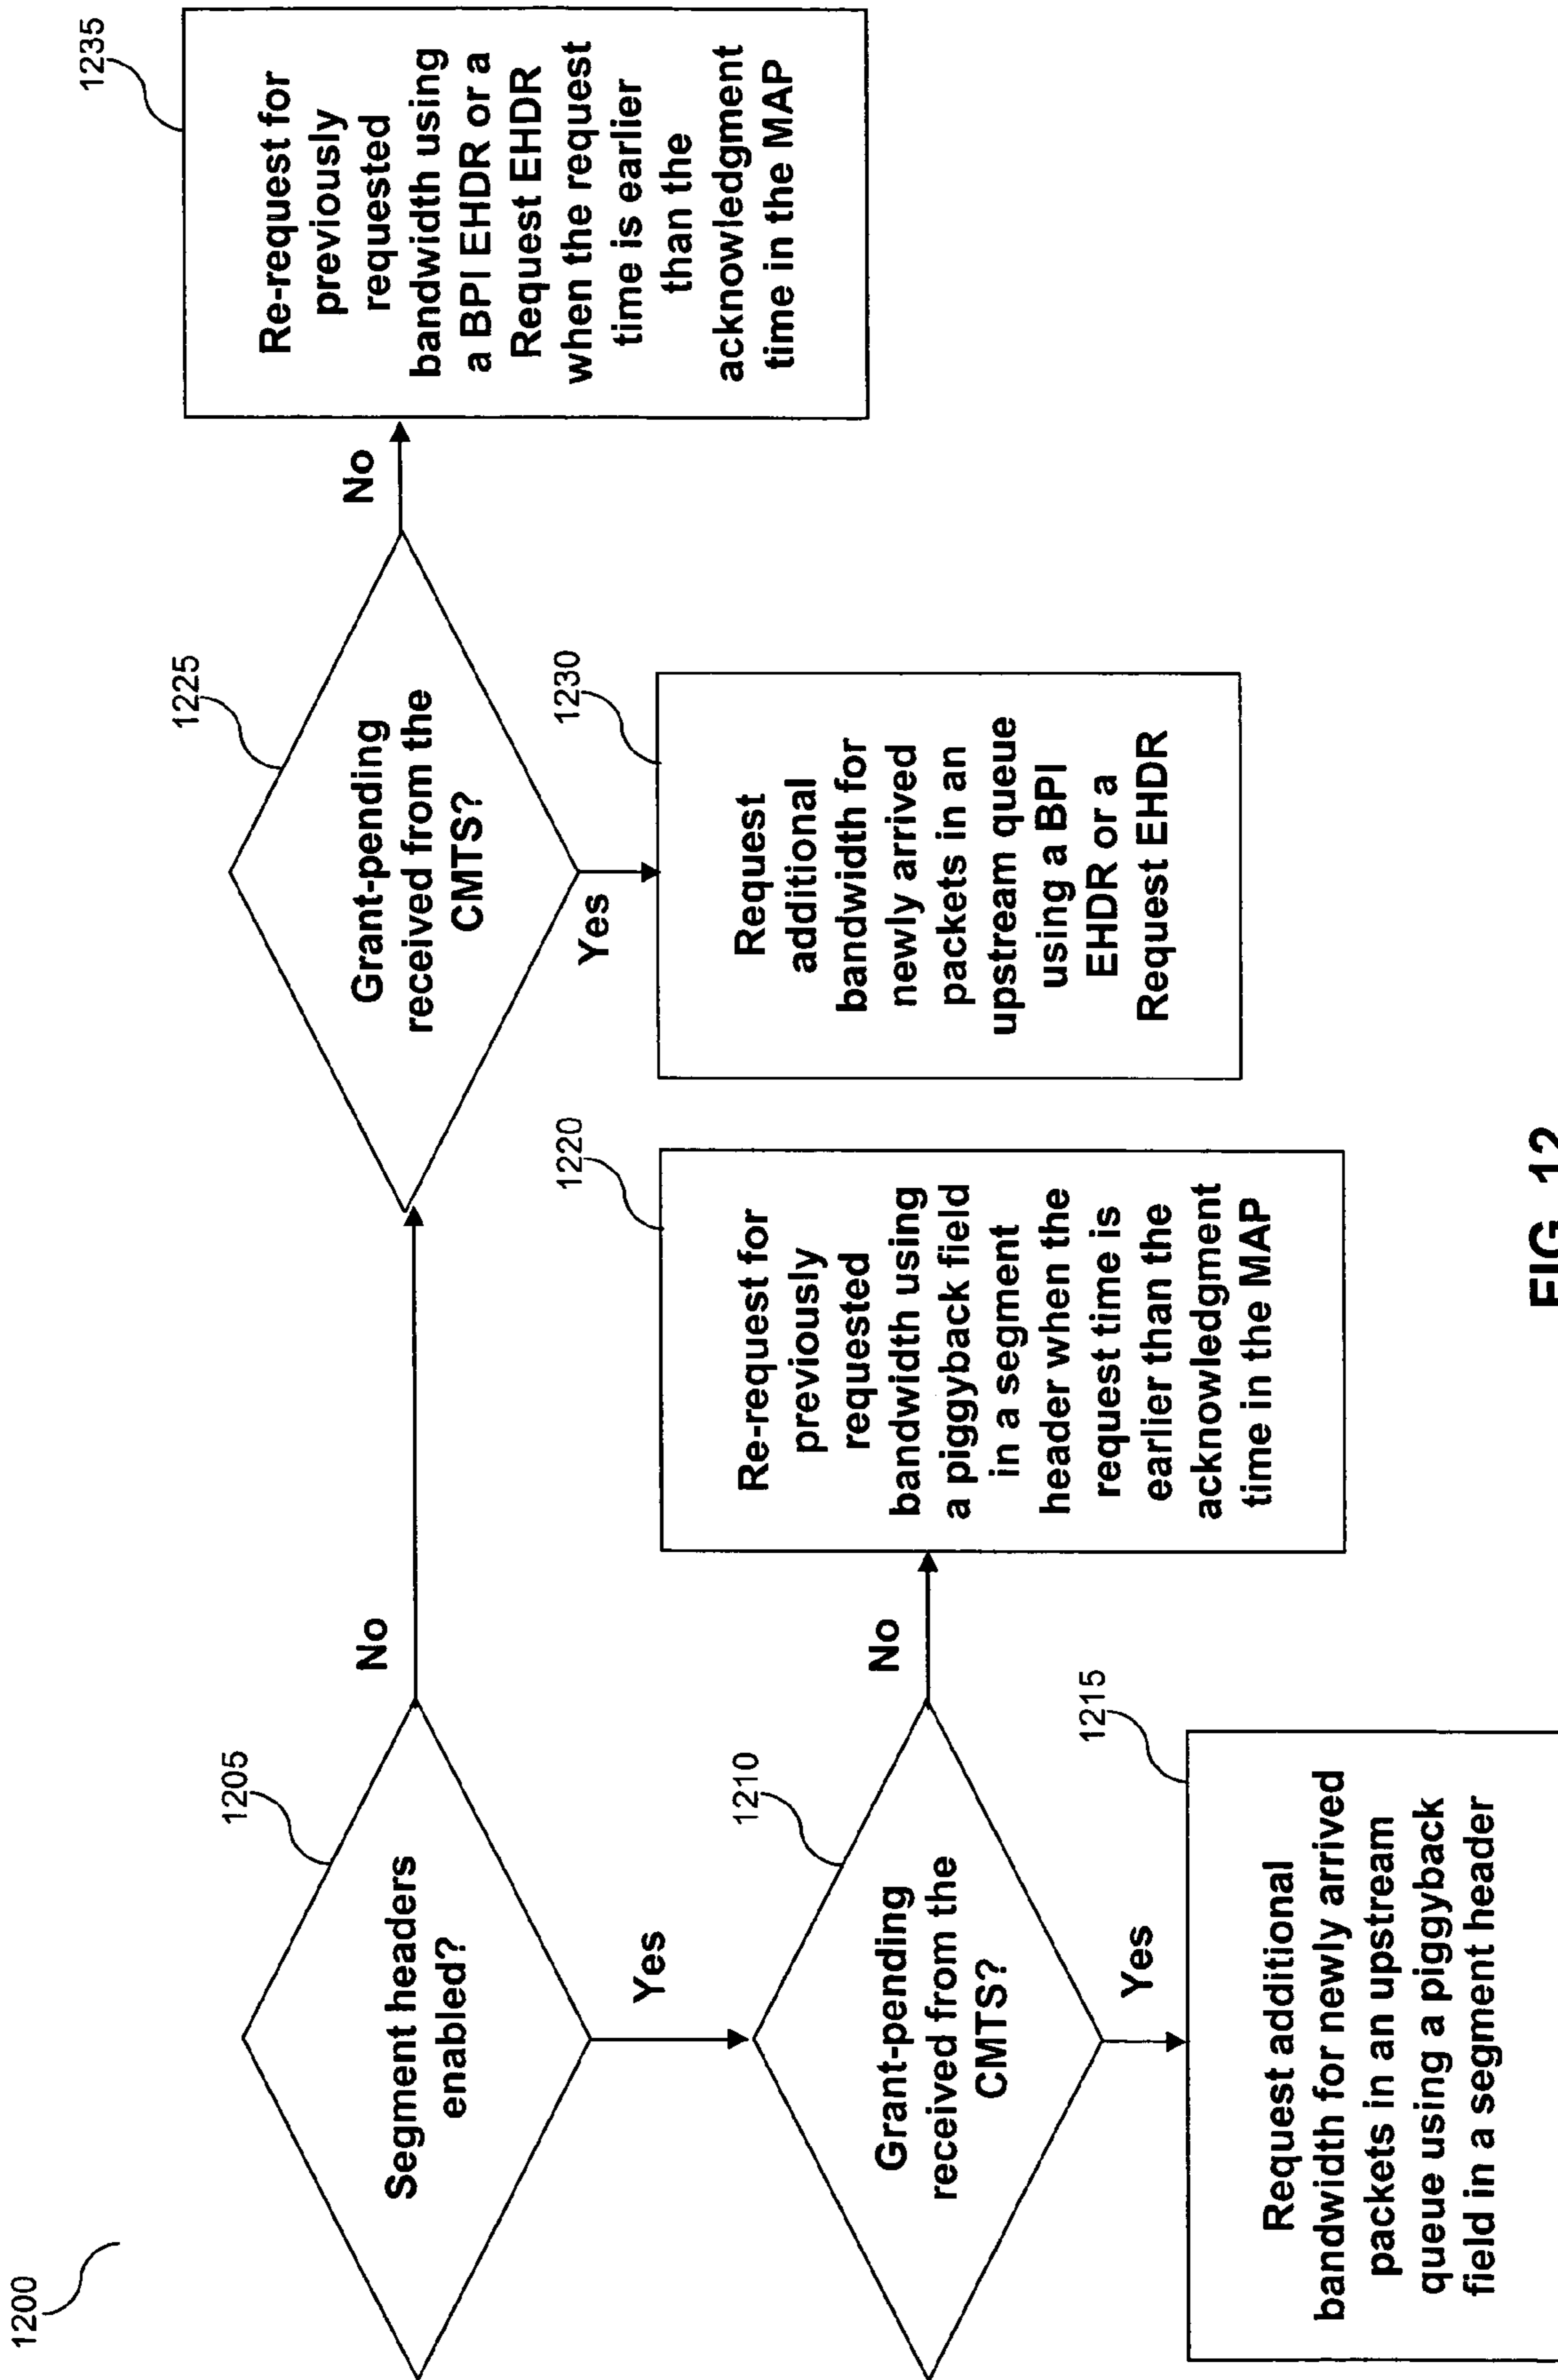 1200
1205
Segment headers
enabled?
No
Yes
1210
Grant-pending
received from the
CMTS?
No
Yes
1215
Request additional
bandwidth for newly arrived
packets in an upstream
queue using a piggyback
field in a segment header
1220
Re-request for
previously
requested
bandwidth using
a piggyback field
in a segment
header when the
request time is
earlier than the
acknowledgment
time in the MAP
1225
Grant-pending
received from the
CMTS?
No
Yes
1230
Request
additional
bandwidth for
newly arrived
packets in an
upstream queue
using a BPI
EHDR or a
Request EHDR
1235
Re-request for
previously
requested
bandwidth using
a BPI EHDR or a
Request EHDR
when the request
time is earlier
than the
acknowledgment
time in the MAP
FIG. 12